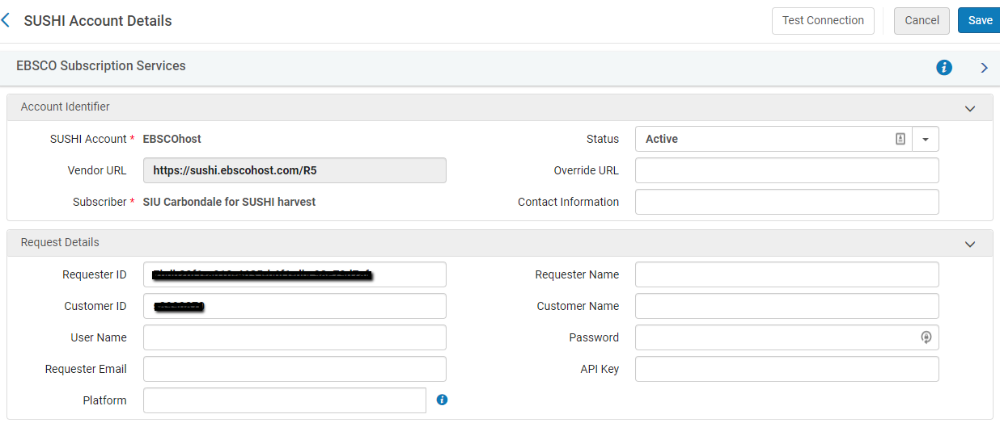 SUSHI Account Details
Test Connection
Cancel
Save
EBSCO Subscription Services
Account Identifier
SUSHI Account * EBSCOhost
Status Active
Vendor URL https://sushi.ebscohost.com/R5
Override URL
Subscriber * SIU Carbondale for SUSHI harvest
Contact Information
Request Details
Requester ID
Requester Name
Customer ID
Customer Name
User Name
Password
Requester Email
API Key
Platform